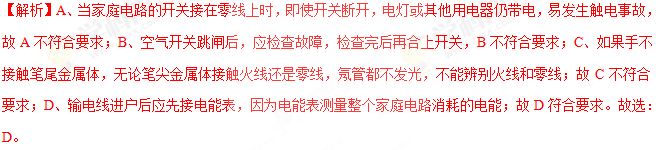 【解析】A、当家庭电路的开关接在零线上时，即使开关断开，电灯或其他用电器仍带电，易发生触电事故，
故 A 不符合要求；B、空气开关跳闸后，应检查故障，检查完后再合上开关，B 不符合要求；C、如果手不
接触笔尾金属体，无论笔尖金属体接触火线还是零线，氖管都不发光，不能辨别火线和零线；故 C 不符合
要求；D、输电线进户后应先接电能表，因为电能表测量整个家庭电路消耗的电能；故 D 符合要求。故选：
D。